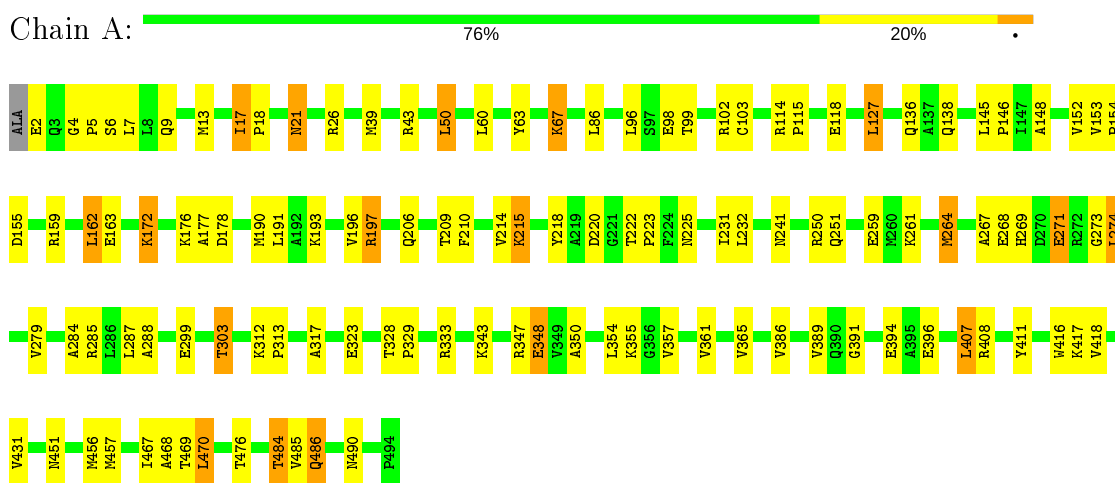 Chain A:
76% 20% •
ALA E2 Q3 G4 P5 S6 L7 L8 Q9 M13 I17 P18 N21 R26 M39 R43 L50 L60 Y63 K67 L86 L96 S97 E98 T99 R102 C103 R114 P115 E118 L127 Q136 A137 Q138 L145 P146 I147 A148 V152 V153 P154
D155 R159 L162 E163 K172 K176 A177 D178 M190 L191 A192 K193 V196 R197 Q206 T209 F210 V214 K215 Y218 A219 D220 G221 T222 P223 F224 N225 I231 L232 N241 R250 Q251 E259 M260 K261 M264 A267 E268 H269 D270 E271 R272 G273 L274
V279 A284 R285 L286 L287 A288 E299 T303 K312 P313 A317 E323 T328 P329 R333 K343 R347 E348 V349 A350 L354 K355 G356 V357 V361 V365 V386 V389 Q390 G391 E394 A395 E396 L407 R408 Y411 W416 K417 V418
V431 N451 M456 M457 I467 A468 T469 L470 T476 T484 V485 Q486 N490 P494